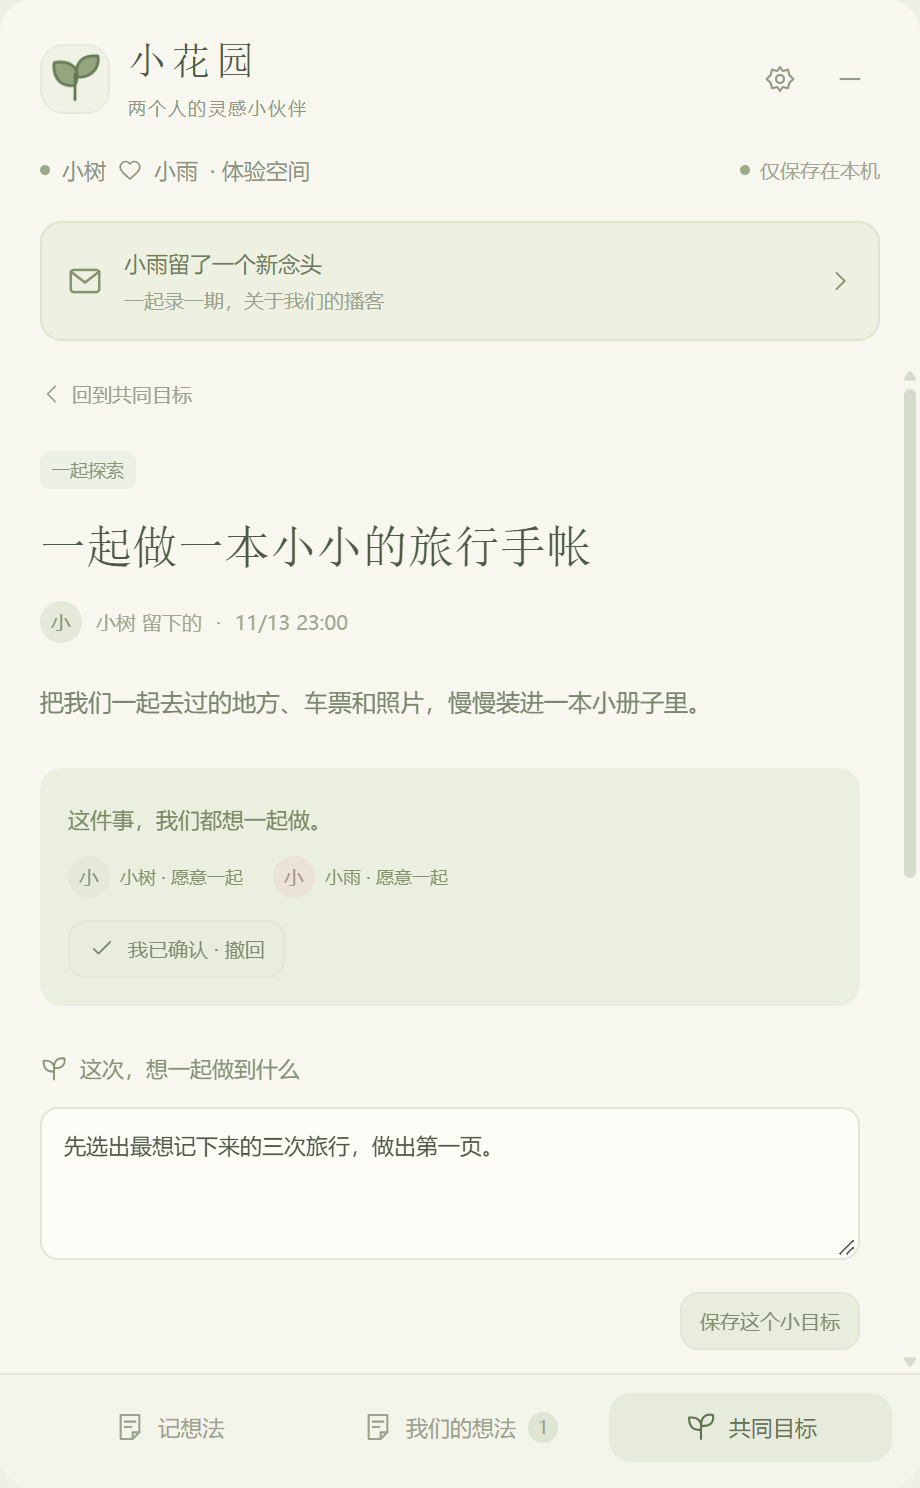 小花园
两个人的灵感小伙伴
小树 ♡ 小雨 · 体验空间
仅保存在本机
小雨留了一个新念头
一起录一期，关于我们的播客
回到共同目标
一起探索
一起做一本小小的旅行手帐
小 小树 留下的 · 11/13 23:00
把我们一起去过的地方、车票和照片，慢慢装进一本小册子里。
这件事，我们都想一起做。
小 小树 · 愿意一起 小 小雨 · 愿意一起
我已确认 · 撤回
这次，想一起做到什么
先选出最想记下来的三次旅行，做出第一页。
保存这个小目标
记想法 我们的想法 1 共同目标